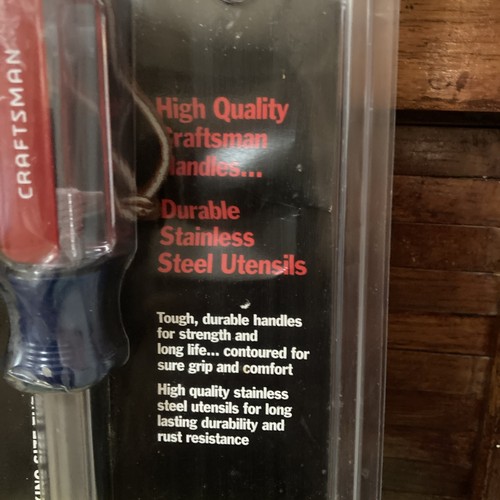 CRAFTSMAN
High Quality
Craftsman
Handles...
Durable
Stainless
Steel Utensils
Tough, durable handles
for strength and
long life... contoured for
sure grip and comfort
High quality stainless
steel utensils for long
lasting durability and
rust resistance